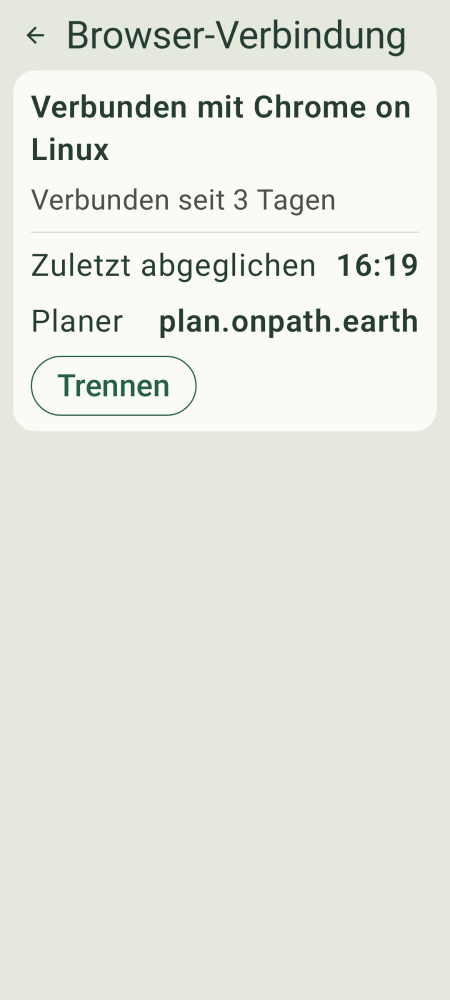 Browser-Verbindung
Verbunden mit Chrome on
Linux
Verbunden seit 3 Tagen
Zuletzt abgeglichen 16:19
Planer plan.onpath.earth
Trennen